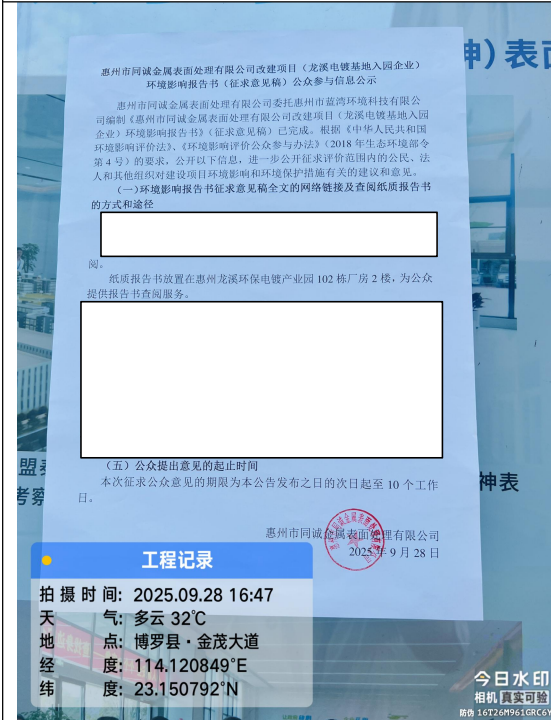 神）表面
惠州市同诚金属表面处理有限公司改建项目（龙溪电镀基地入园企业）
环境影响报告书（征求意见稿）公众参与信息公示
惠州市同诚金属表面处理有限公司委托惠州市蓝湾环境科技有限公
司编制《惠州市同诚金属表面处理有限公司改建项目（龙溪电镀基地入园
企业）环境影响报告书》（征求意见稿）已完成。根据《中华人民共和国
环境影响评价法》、《环境影响评价公众参与办法》（2018 年生态环境部令
第 4 号）的要求，公开以下信息，进一步公开征求评价范围内的公民、法
人和其他组织对建设项目环境影响和环境保护措施有关的建议和意见。
（一）环境影响报告书征求意见稿全文的网络链接及查阅纸质报告书
的方式和途径
阅。
纸质报告书放置在惠州龙溪环保电镀产业园 102 栋厂房 2 楼，为公众
提供报告书查阅服务。
（五）公众提出意见的起止时间
本次征求公众意见的期限为本公告发布之日的次日起至 10 个工作
日。
惠州市同诚金属表面处理有限公司
2025 年 9 月 28 日
盟
考察
神表
工程记录
拍摄时间: 2025.09.28 16:47
天 气: 多云 32℃
地 点: 博罗县·金茂大道
经 度: 114.120849°E
纬 度: 23.150792°N
今日水印
相机 真实可验
防伪 16T26M961GRC6Y